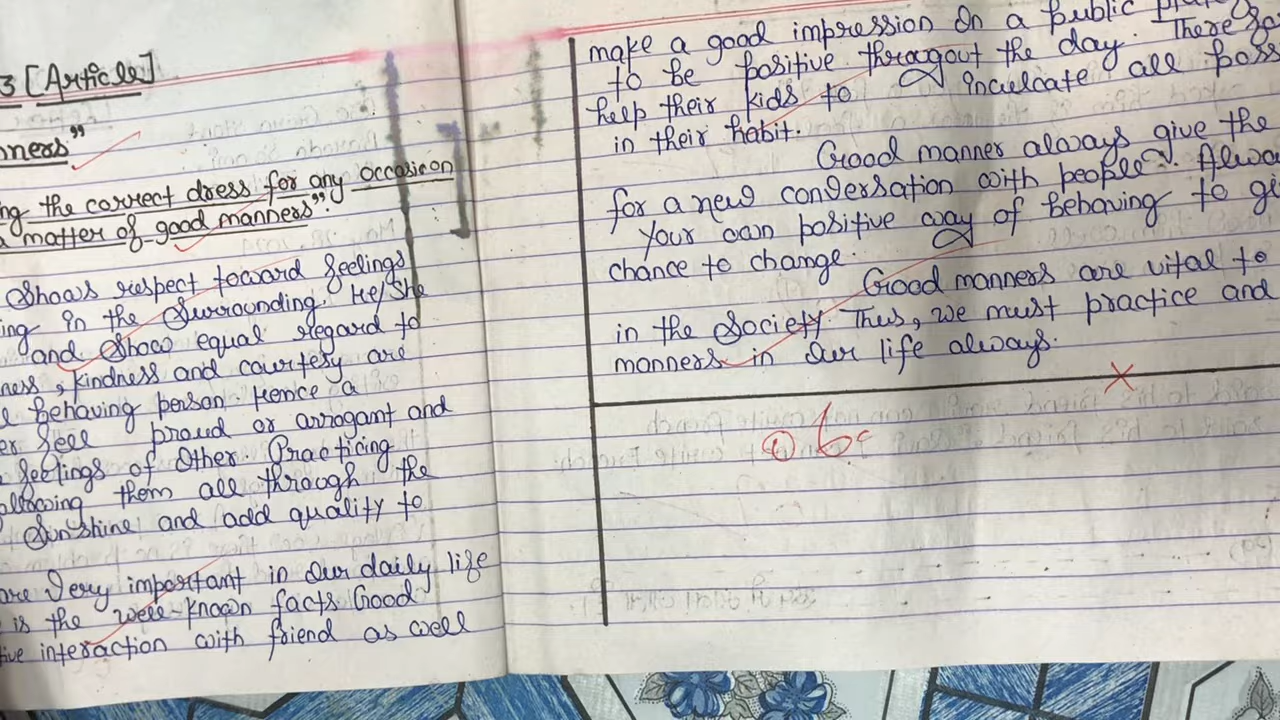 3 [Article]
ners"
ng the correct dress for any occasion
a matter of good manners".
Shows respect toward feelings
ing in the surrounding. He/she
and show equal regard to
ness, kindness and courtesy are
behaving person. Hence a
er fell proud or arrogant and
feelings of other. Practicing
allowing them all through the
sunshine and add quality to
are very important in our daily life
is the well-known facts Good
tive interaction with friend as well
make a good impression on a public
to be positive thragout the day. There
help their kids to inculcate all poss
in their habit.
Good manner always give the
for a new conversation with people. Alwa
Your own positive way of behaving to gi
chance to change.
Good manners are vital to
in the society. Thus, we must practice and
manners in our life always.